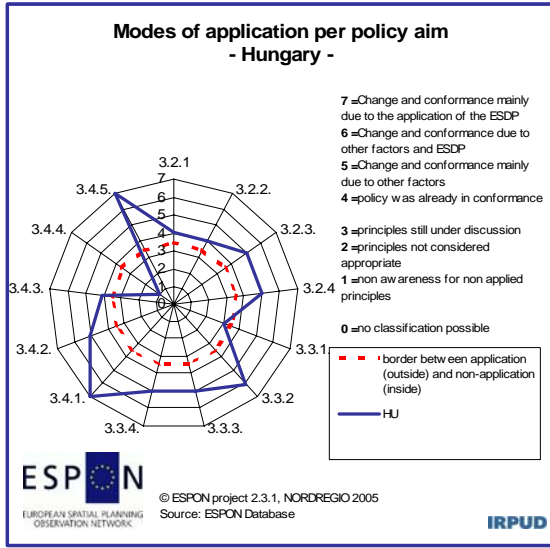 Modes of application per policy aim
- Hungary -
7 =Change and conformance mainly
due to the application of the ESDP
6 =Change and conformance due to
other factors and ESDP
5 =Change and conformance mainly
due to other factors
4 =policy was already in conformance
3 =principles still under discussion
2 =principles not considered
appropriate
1 =non awareness for non applied
principles
0 =no classification possible
border between application
(outside) and non-application
(inside)
HU
3.2.1
3.2.2.
3.2.3.
3.2.4
3.3.1.
3.3.2
3.3.3.
3.3.4.
3.4.1.
3.4.2.
3.4.3.
3.4.4.
3.4.5.
7
6
5
4
3
2
1
0
ESPON
EUROPEAN SPATIAL PLANNING
OBSERVATION NETWORK
© ESPON project 2.3.1, NORDREGIO 2005
Source: ESPON Database
IRPUD